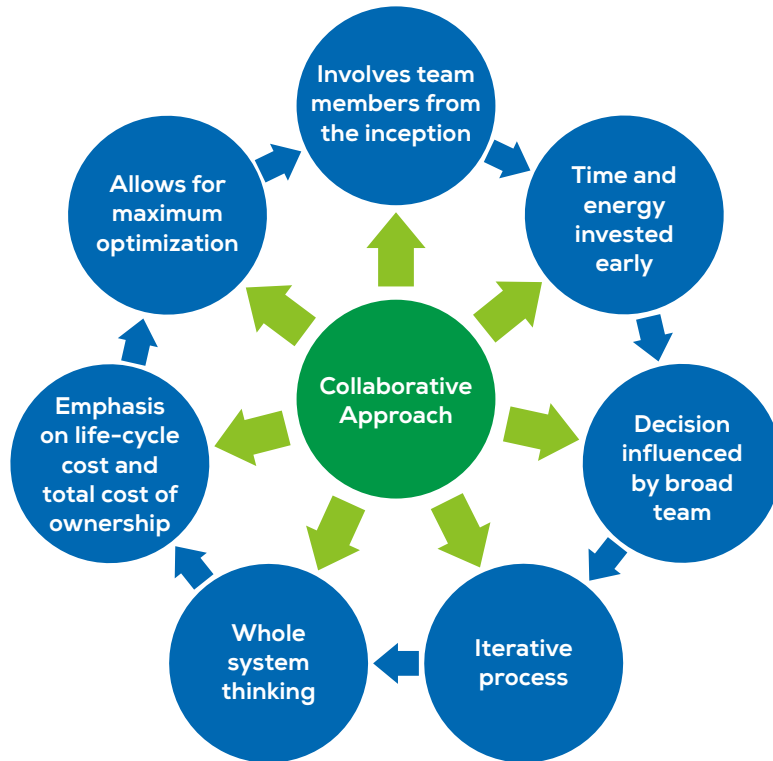 Involves team
members from
the inception
Time and
energy
invested
early
Decision
influenced
by broad
team
Iterative
process
Whole
system
thinking
Emphasis
on life-cycle
cost and
total cost of
ownership
Allows for
maximum
optimization
Collaborative
Approach